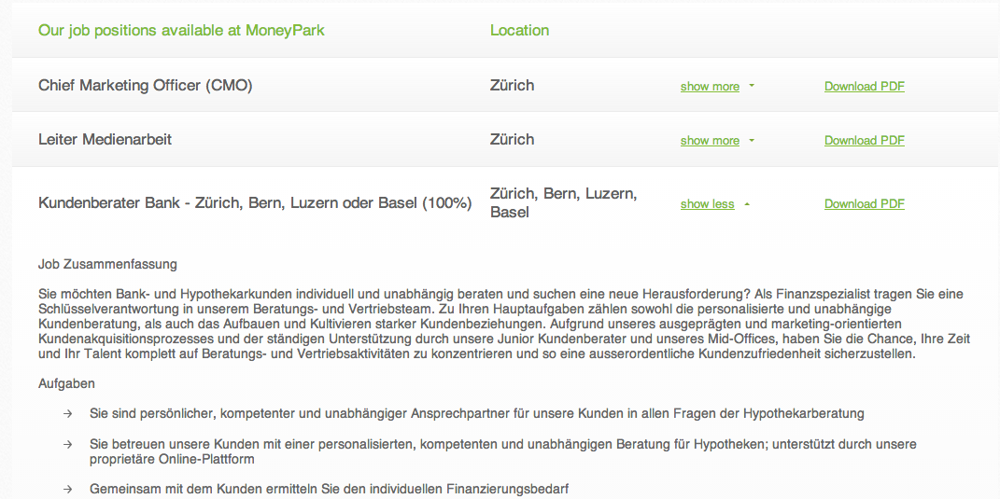 Our job positions available at MoneyPark Location
Chief Marketing Officer (CMO) Zürich show more Download PDF
Leiter Medienarbeit Zürich show more Download PDF
Kundenberater Bank - Zürich, Bern, Luzern oder Basel (100%) Zürich, Bern, Luzern, show less Download PDF
Basel
Job Zusammenfassung
Sie möchten Bank- und Hypothekarkunden individuell und unabhängig beraten und suchen eine neue Herausforderung? Als Finanzspezialist tragen Sie eine
Schlüsselverantwortung in unserem Beratungs- und Vertriebsteam. Zu Ihren Hauptaufgaben zählen sowohl die personalisierte und unabhängige
Kundenberatung, als auch das Aufbauen und Kultivieren starker Kundenbeziehungen. Aufgrund unseres ausgeprägten und marketing-orientierten
Kundenakquisitionsprozesses und der ständigen Unterstützung durch unsere Junior Kundenberater und unseres Mid-Offices, haben Sie die Chance, Ihre Zeit
und Ihr Talent komplett auf Beratungs- und Vertriebsaktivitäten zu konzentrieren und so eine ausserordentliche Kundenzufriedenheit sicherzustellen.
Aufgaben
→ Sie sind persönlicher, kompetenter und unabhängiger Ansprechpartner für unsere Kunden in allen Fragen der Hypothekarberatung
→ Sie betreuen unsere Kunden mit einer personalisierten, kompetenten und unabhängigen Beratung für Hypotheken; unterstützt durch unsere
proprietäre Online-Plattform
→ Gemeinsam mit dem Kunden ermitteln Sie den individuellen Finanzierungsbedarf